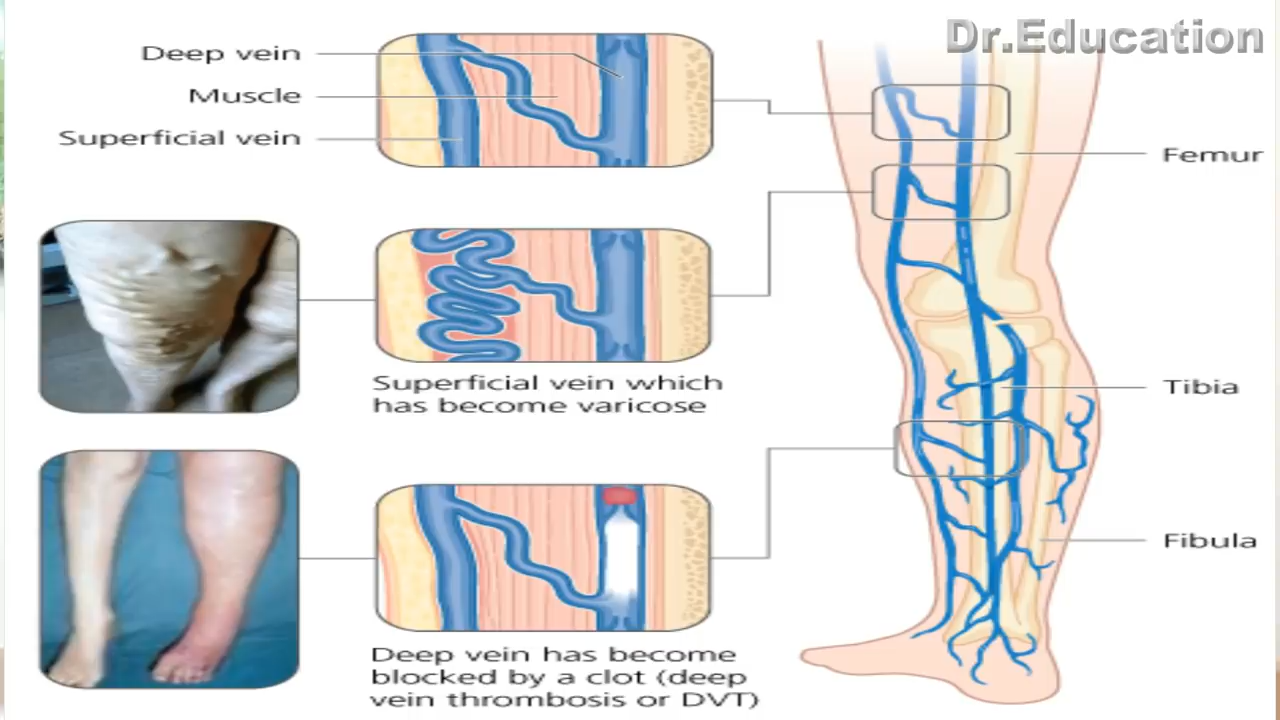 Dr.Education
Deep vein
Muscle
Superficial vein
Femur
Superficial vein which
has become varicose
Tibia
Fibula
Deep vein has become
blocked by a clot (deep
vein thrombosis or DVT)